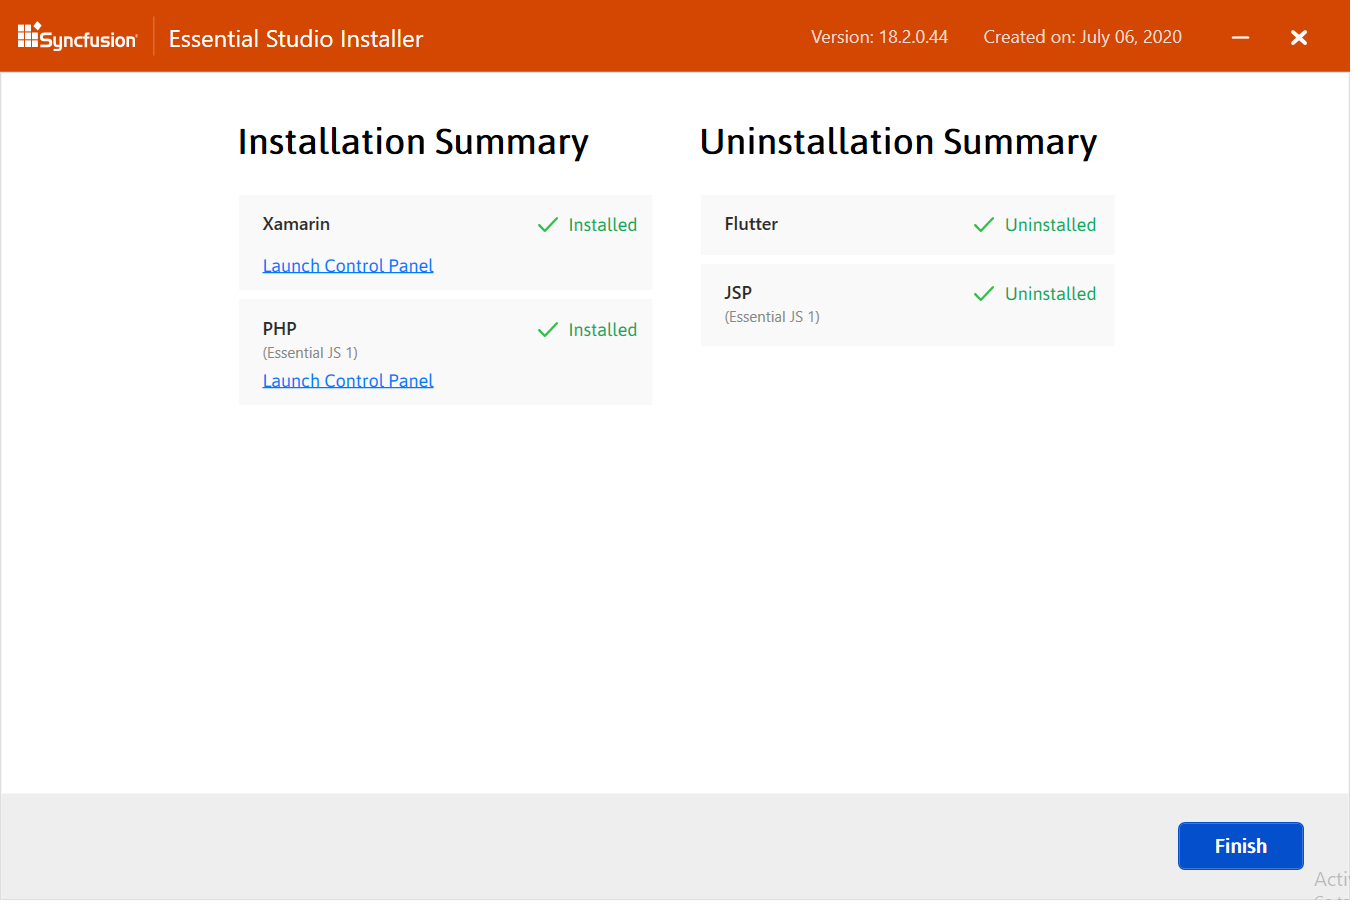 Syncfusion
Essential Studio Installer
Version: 18.2.0.44
Created on: July 06, 2020
Installation Summary
Xamarin
Installed
Launch Control Panel
PHP
Installed
(Essential JS 1)
Launch Control Panel
Uninstallation Summary
Flutter
Uninstalled
JSP
Uninstalled
(Essential JS 1)
Finish
Acti